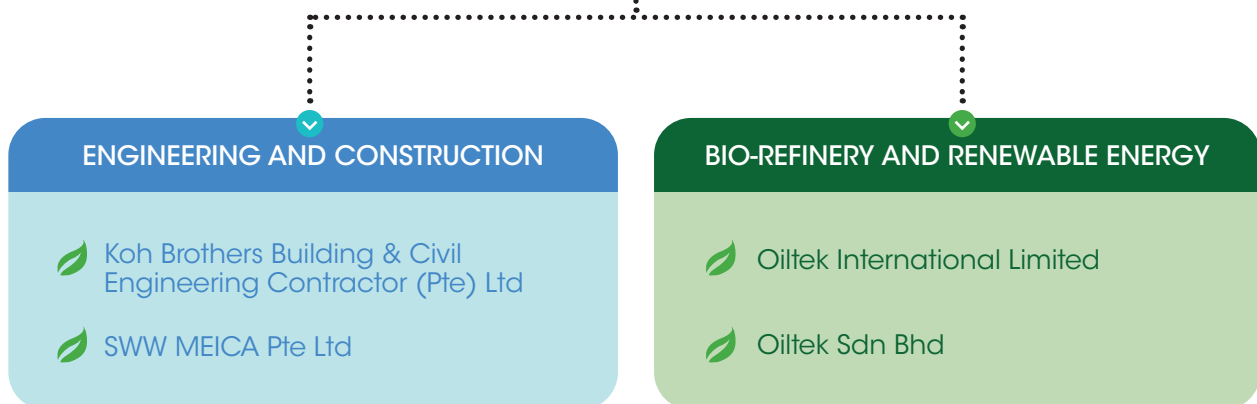 ENGINEERING AND CONSTRUCTION
Koh Brothers Building & Civil
Engineering Contractor (Pte) Ltd
SWW MEICA Pte Ltd
BIO-REFINERY AND RENEWABLE ENERGY
Oiltek International Limited
Oiltek Sdn Bhd